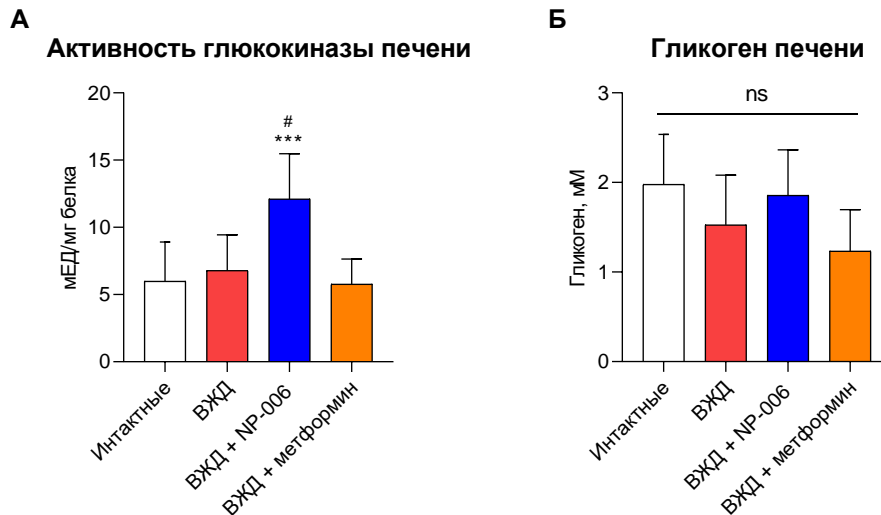 А
Активность глюкокиназы печени
мЕД/мг белка
20
15
10
5
0
#
***
Интактные
ВЖД
ВЖД + NP-006
ВЖД + метформин
Б
Гликоген печени
Гликоген, мМ
3
2
1
0
ns
Интактные
ВЖД
ВЖД + NP-006
ВЖД + метформин